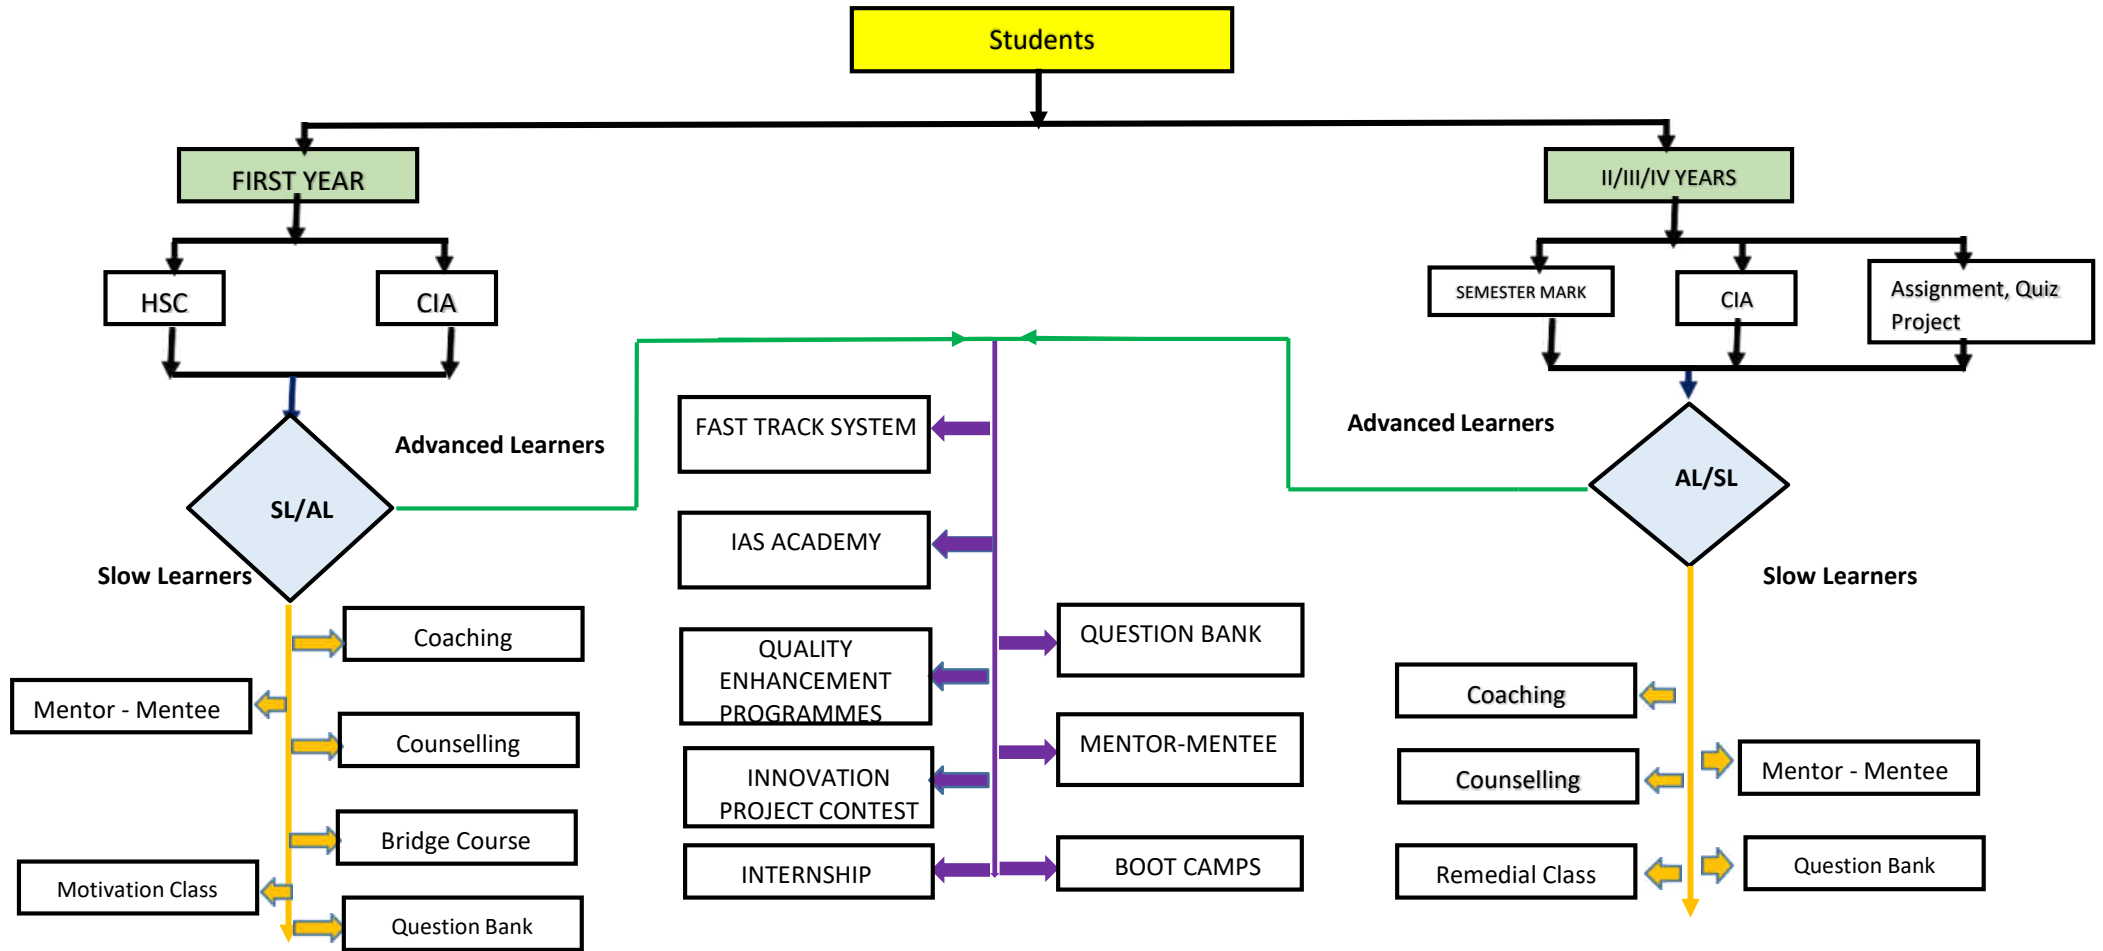 Students
FIRST YEAR
II/III/IV YEARS
HSC
CIA
SEMESTER MARK
CIA
Assignment, Quiz
Project
Advanced Learners
SL/AL
Slow Learners
Coaching
Mentor - Mentee
Counselling
Bridge Course
Motivation Class
Question Bank
FAST TRACK SYSTEM
IAS ACADEMY
QUALITY
ENHANCEMENT
PROGRAMMES
INNOVATION
PROJECT CONTEST
INTERNSHIP
QUESTION BANK
MENTOR-MENTEE
BOOT CAMPS
Advanced Learners
AL/SL
Slow Learners
Coaching
Counselling
Mentor - Mentee
Remedial Class
Question Bank